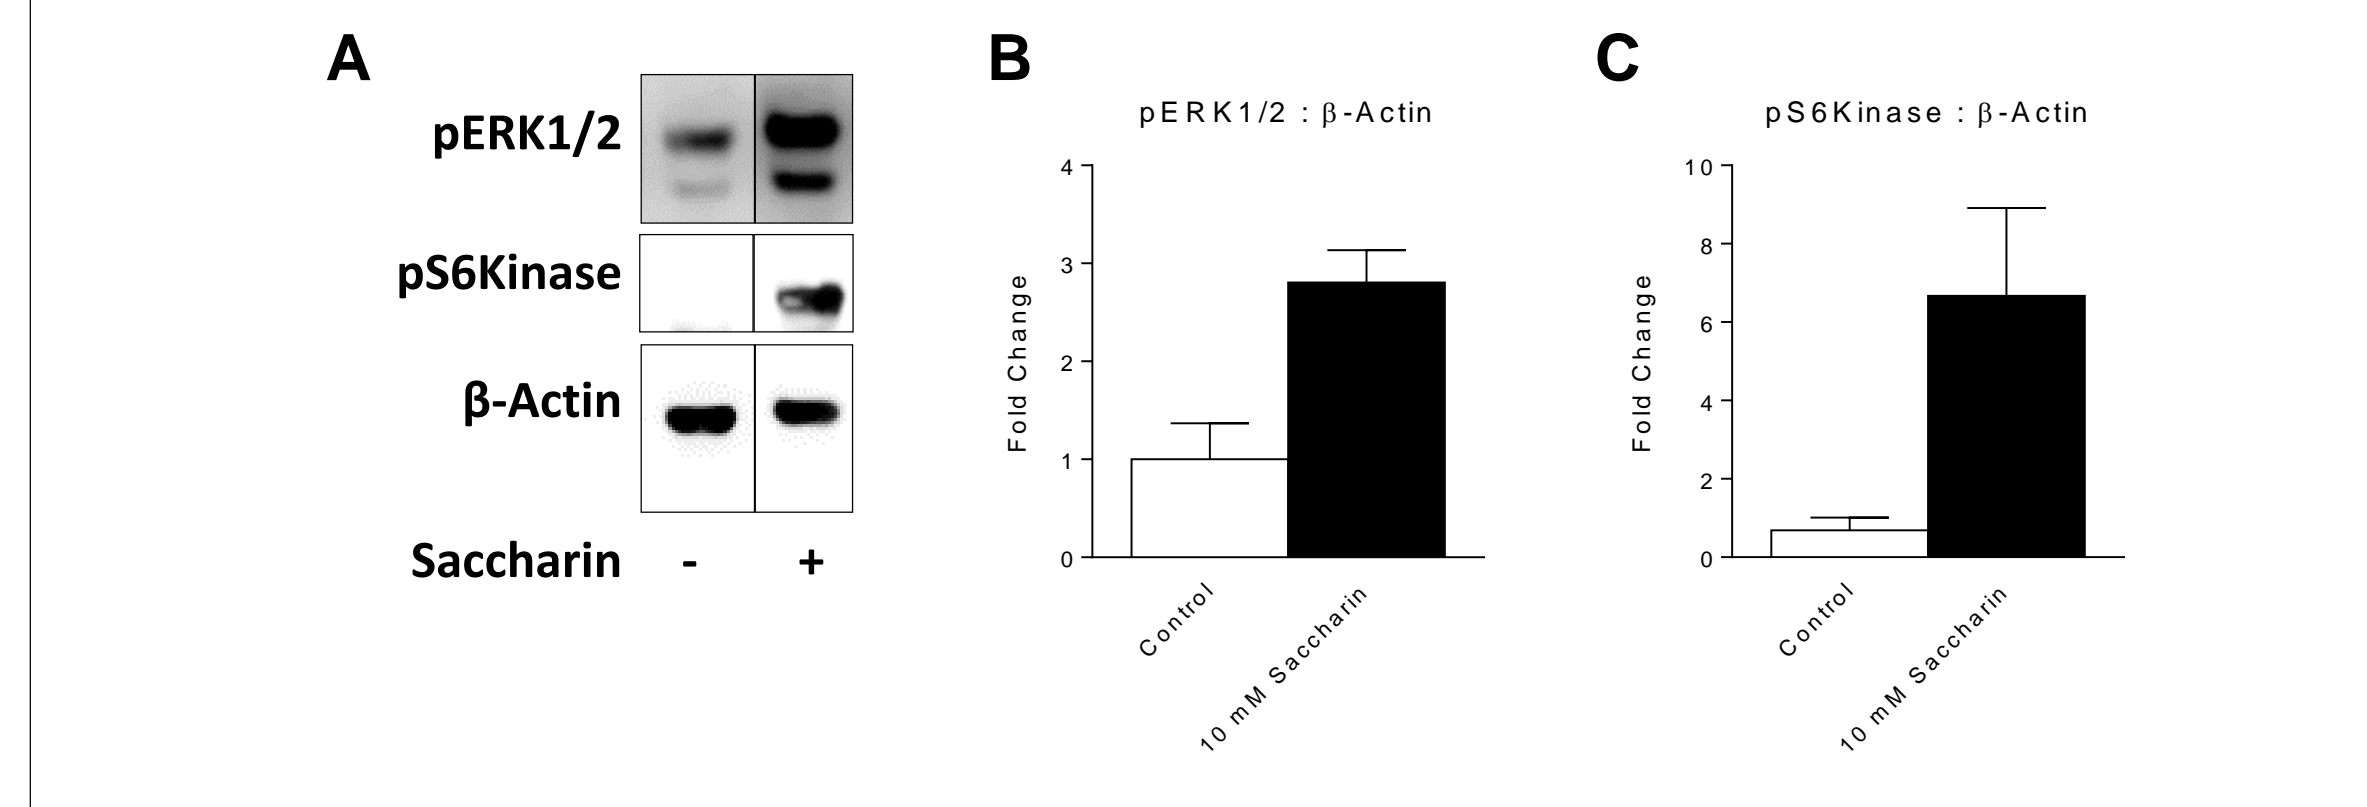 A
pERK1/2
pS6Kinase
β-Actin
Saccharin - +
B
pERK1/2 : β-Actin
Fold Change
4
3
2
1
0
Control
10 mM Saccharin
C
pS6Kinase : β-Actin
Fold Change
10
8
6
4
2
0
Control
10 mM Saccharin